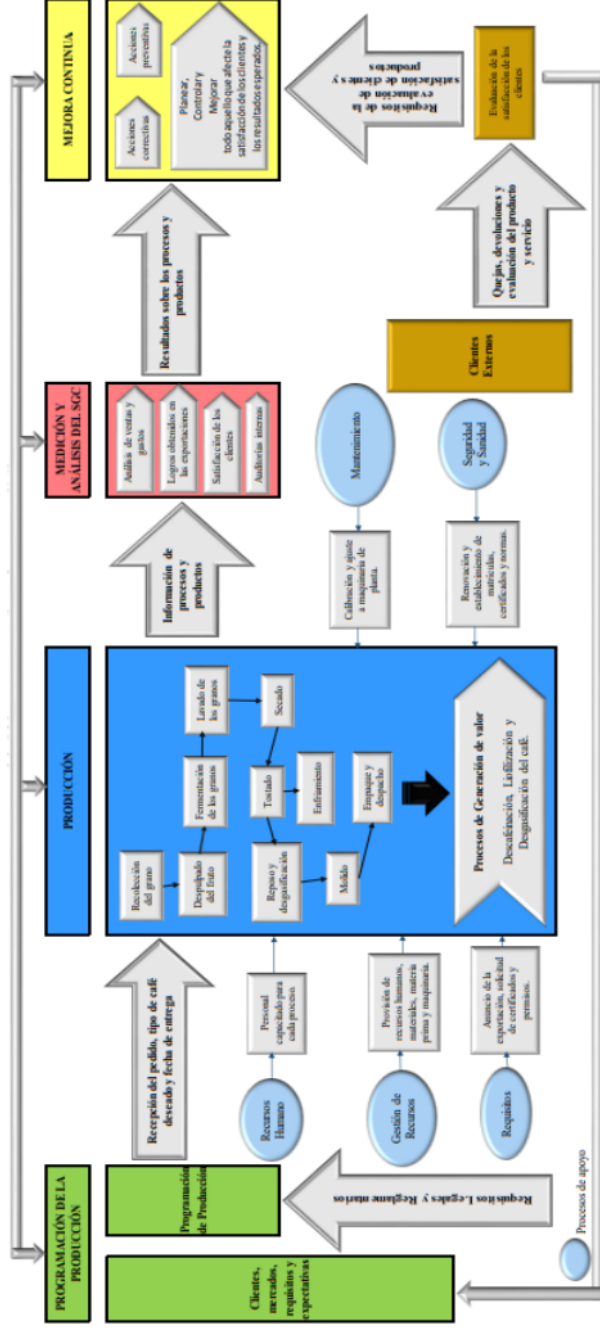 PROGRAMACIÓN DE LA
PRODUCCIÓN
PRODUCCIÓN
MEDICIÓN Y
ANÁLISIS DEL SGC
MEJORA CONTINUA
Clientes,
mercados,
requisitos y
expectativas
Programación
de Producción
Requisitos Legales y Reglamentarios
Recepción del pedido, tipo de café
deseado y fecha de entrega
Recursos
Humano
Personal
capacitado para
cada proceso.
Gestión de
Recursos
Provisión de
recursos humanos,
materiales, materia
prima y maquinaria.
Requisitos
Anuncio de la
exportación, solicitud
de certificados y
permisos.
Procesos de apoyo
Recolección
del grano
Despulpado
del fruto
Fermentación
de los granos
Lavado de
los granos
Secado
Tostado
Enfriamiento
Reposo y
desgasificación
Molido
Empaque y
despacho
Procesos de Generación de valor
Descafeinación, Liofilización y
Desgasificación del café.
Información de
procesos y
productos
Calibración y ajuste
a maquinaria de
planta.
Mantenimiento
Renovación y
establecimiento de
matrículas,
certificados y normas.
Seguridad
y Sanidad
Análisis de ventas y
gastos
Logros obtenidos en
las exportaciones
Satisfacción de los
clientes
Auditorías internas
Resultados sobre los procesos y
productos
Clientes
Externos
Quejas, devoluciones y
evaluación del producto
y servicio
Evaluación de la
satisfacción de los
clientes
Requisitos de la
evaluación de
satisfacción de cliente y
productos
Acciones
correctivas
Acciones
preventivas
Planear,
Controlar y
Mejorar
todo aquello que afecte la
satisfacción de los clientes y
los resultados esperados.